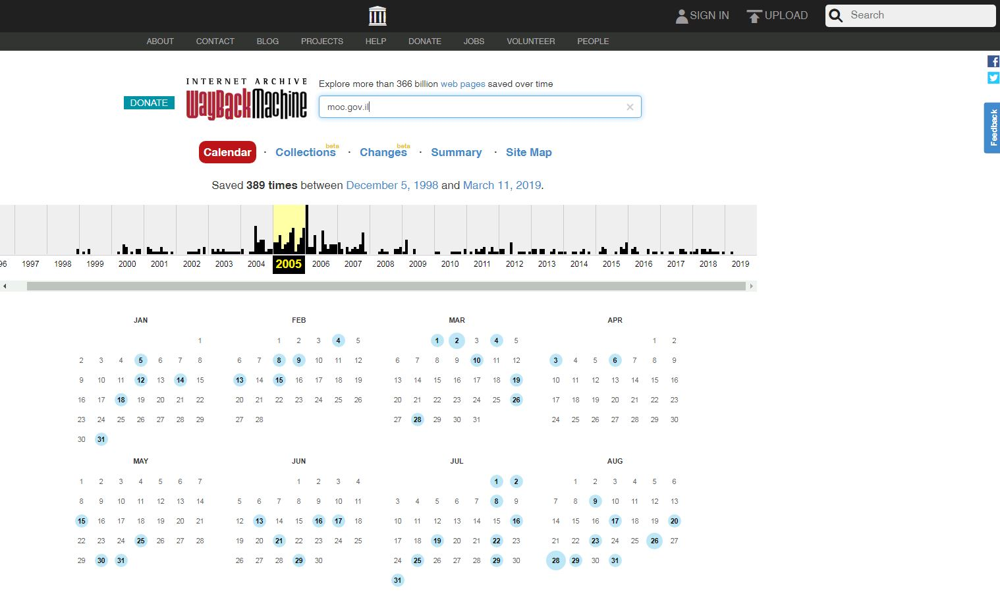 SIGN IN UPLOAD Search
ABOUT CONTACT BLOG PROJECTS HELP DONATE JOBS VOLUNTEER PEOPLE
DONATE
INTERNET ARCHIVE
WayBackMachine
Explore more than 366 billion web pages saved over time
moc.gov.il ×
Feedback
Calendar · Collections beta · Changes beta · Summary · Site Map
Saved 389 times between December 5, 1998 and March 11, 2019.
96 1997 1998 1999 2000 2001 2002 2003 2004 2005 2006 2007 2008 2009 2010 2011 2012 2013 2014 2015 2016 2017 2018 2019
JAN
1
2 3 4 5 6 7 8
9 10 11 12 13 14 15
16 17 18 19 20 21 22
23 24 25 26 27 28 29
30 31
FEB
1 2 3 4 5
6 7 8 9 10 11 12
13 14 15 16 17 18 19
20 21 22 23 24 25 26
27 28
MAR
1 2 3 4 5
6 7 8 9 10 11 12
13 14 15 16 17 18 19
20 21 22 23 24 25 26
27 28 29 30 31
APR
1 2
3 4 5 6 7 8 9
10 11 12 13 14 15 16
17 18 19 20 21 22 23
24 25 26 27 28 29 30
MAY
1 2 3 4 5 6 7
8 9 10 11 12 13 14
15 16 17 18 19 20 21
22 23 24 25 26 27 28
29 30 31
JUN
1 2 3 4
5 6 7 8 9 10 11
12 13 14 15 16 17 18
19 20 21 22 23 24 25
26 27 28 29 30
JUL
1 2
3 4 5 6 7 8 9
10 11 12 13 14 15 16
17 18 19 20 21 22 23
24 25 26 27 28 29 30
31
AUG
1 2 3 4 5 6
7 8 9 10 11 12 13
14 15 16 17 18 19 20
21 22 23 24 25 26 27
28 29 30 31